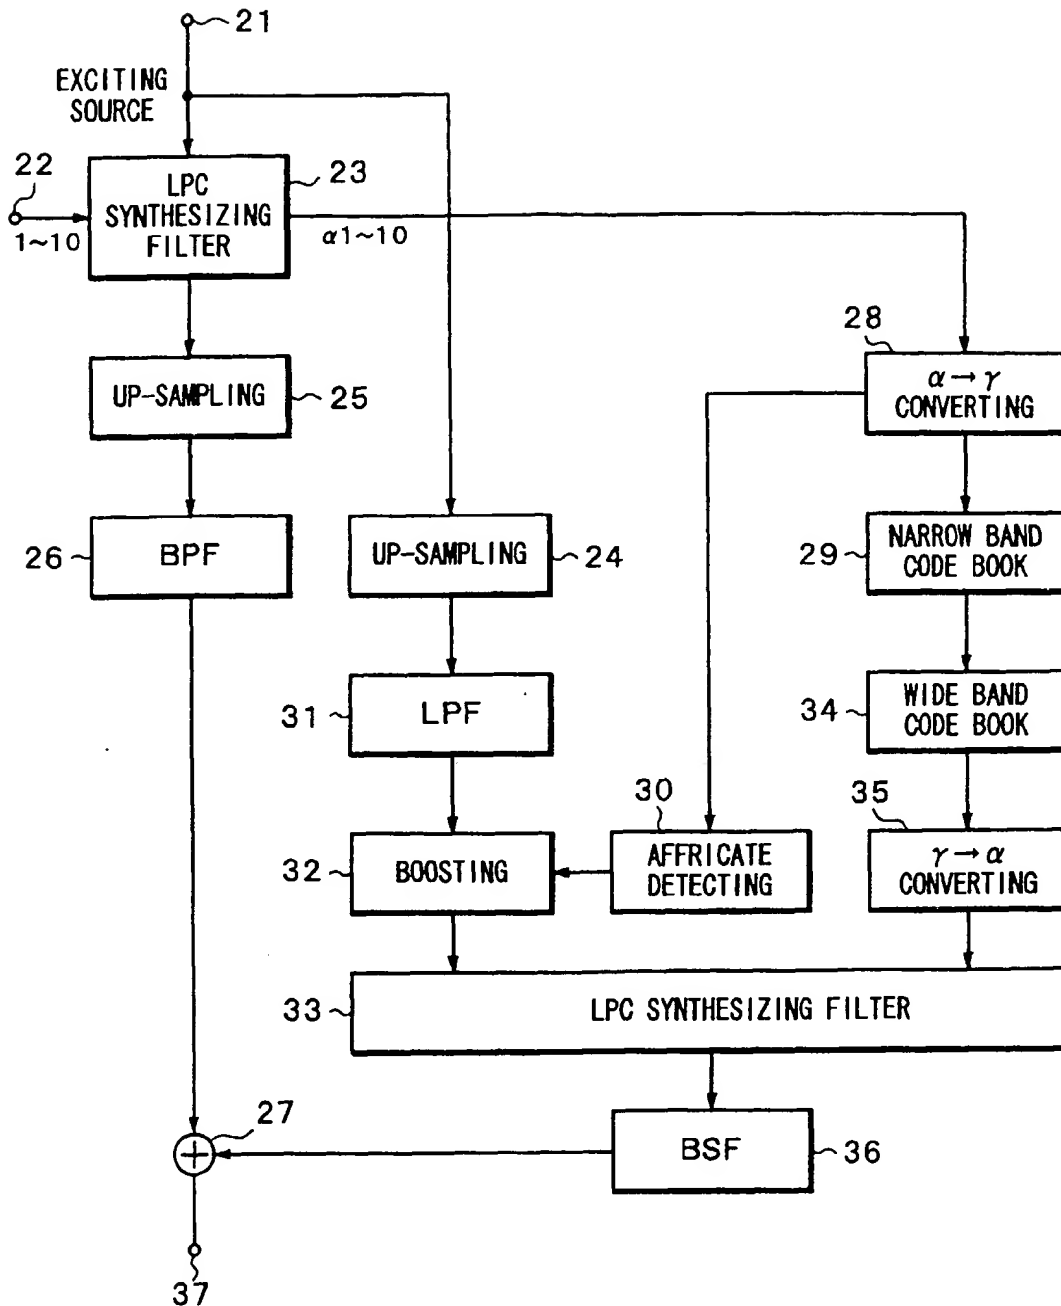 21
EXCITING
SOURCE
22
LPC
SYNTHESIZING
FILTER
23
1~10
α1~10
28
α→γ
CONVERTING
UP-SAMPLING
25
26
BPF
UP-SAMPLING
24
29
NARROW BAND
CODE BOOK
31
LPF
34
WIDE BAND
CODE BOOK
30
35
32
BOOSTING
AFFRICATE
DETECTING
γ→α
CONVERTING
33
LPC SYNTHESIZING FILTER
27
BSF
36
37